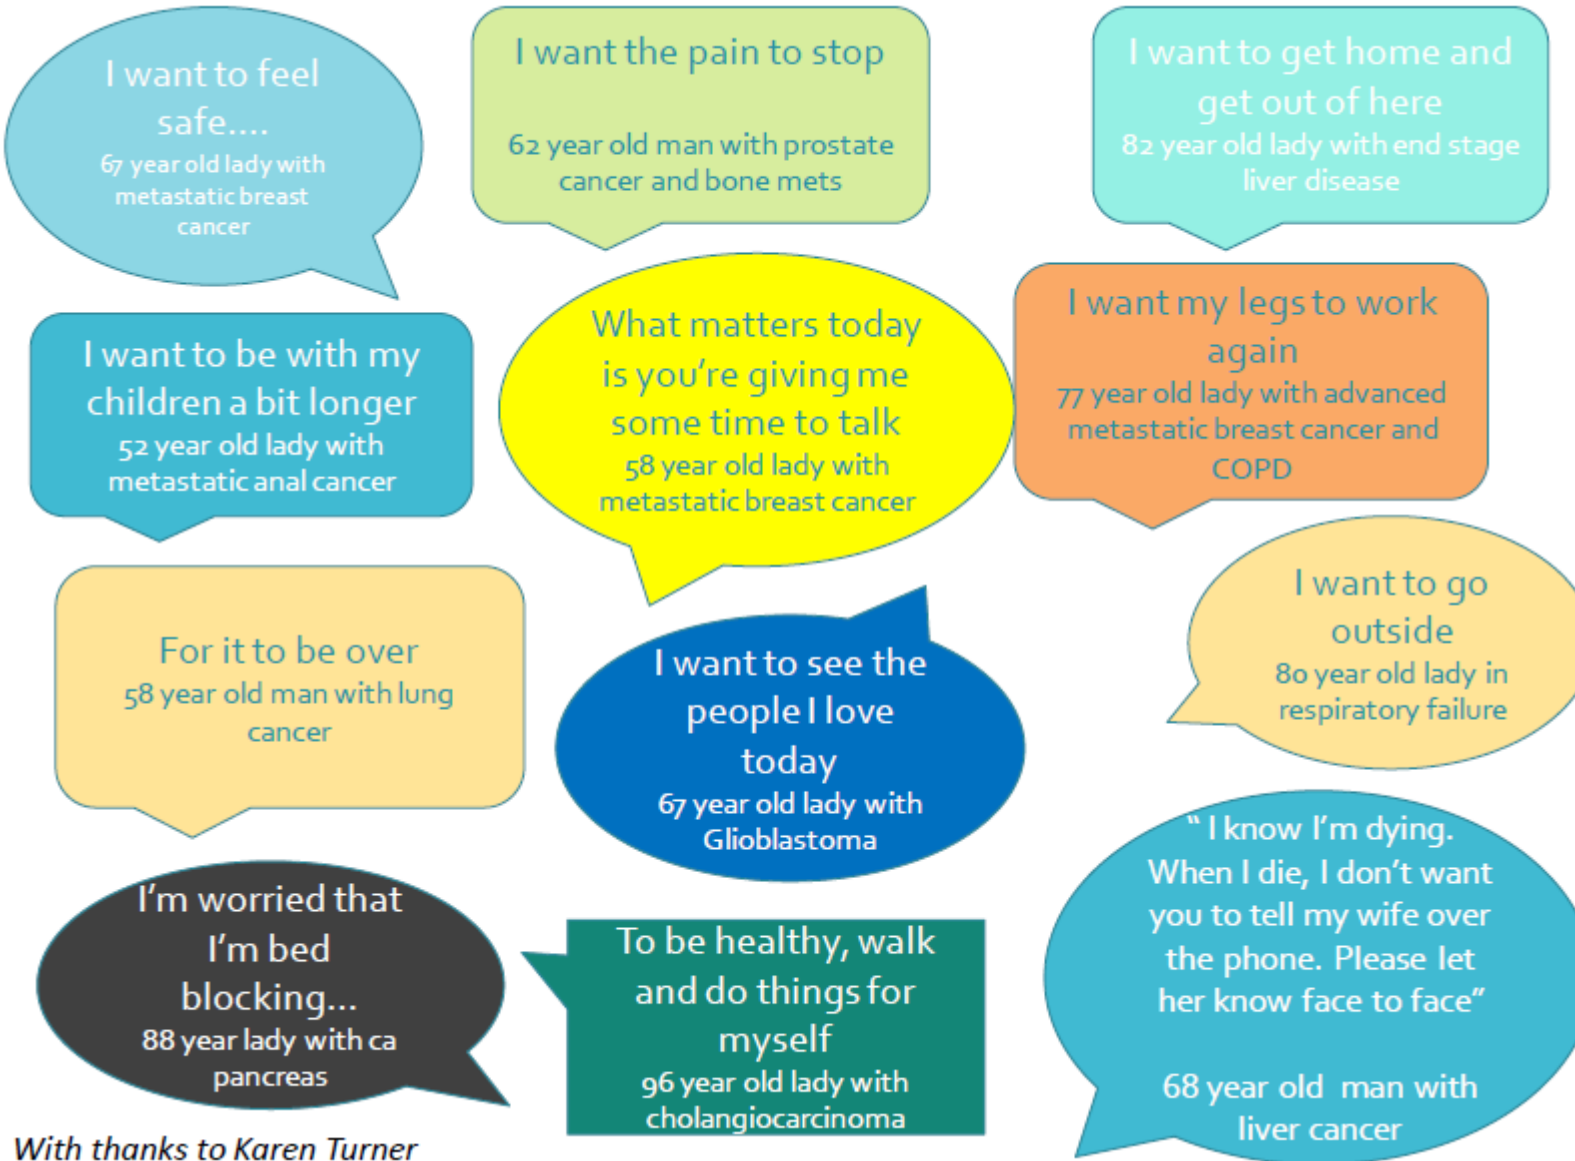 I want to feel
safe....
67 year old lady with
metastatic breast
cancer
I want the pain to stop
62 year old man with prostate
cancer and bone mets
I want to get home and
get out of here
82 year old lady with end stage
liver disease
I want to be with my
children a bit longer
52 year old lady with
metastatic anal cancer
What matters today
is you're giving me
some time to talk
58 year old lady with
metastatic breast cancer
I want my legs to work
again
77 year old lady with advanced
metastatic breast cancer and
COPD
For it to be over
58 year old man with lung
cancer
I want to see the
people I love
today
67 year old lady with
Glioblastoma
I want to go
outside
80 year old lady in
respiratory failure
I'm worried that
I'm bed
blocking...
88 year lady with ca
pancreas
To be healthy, walk
and do things for
myself
96 year old lady with
cholangiocarcinoma
" I know I'm dying.
When I die, I don't want
you to tell my wife over
the phone. Please let
her know face to face"
68 year old man with
liver cancer
With thanks to Karen Turner